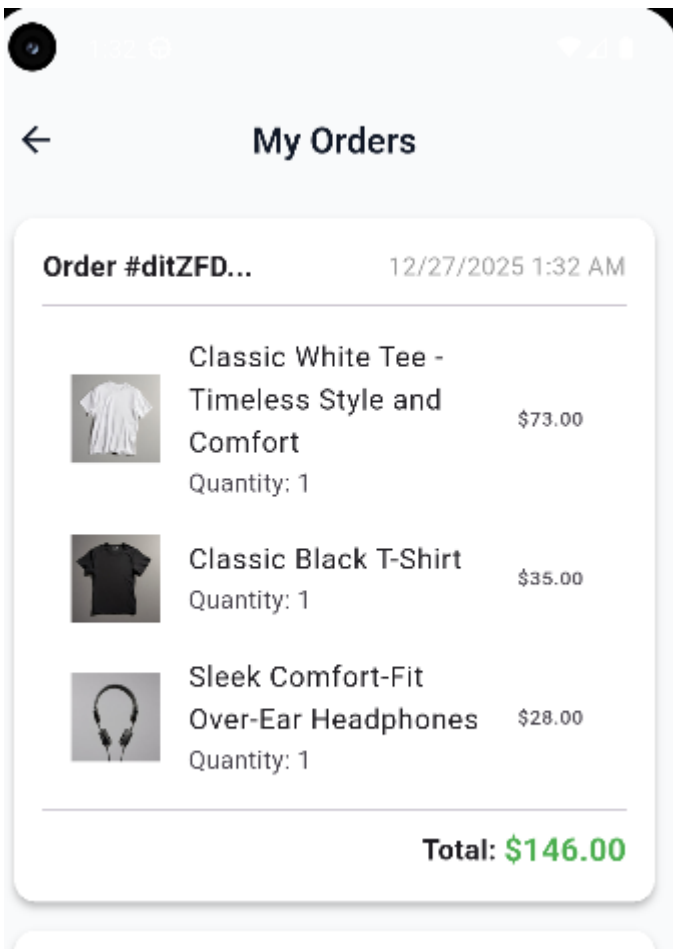 1:32
My Orders
Order #ditZFD...
12/27/2025 1:32 AM
Classic White Tee -
Timeless Style and
Comfort
$73.00
Quantity: 1
Classic Black T-Shirt
$35.00
Quantity: 1
Sleek Comfort-Fit
Over-Ear Headphones
$28.00
Quantity: 1
Total: $146.00